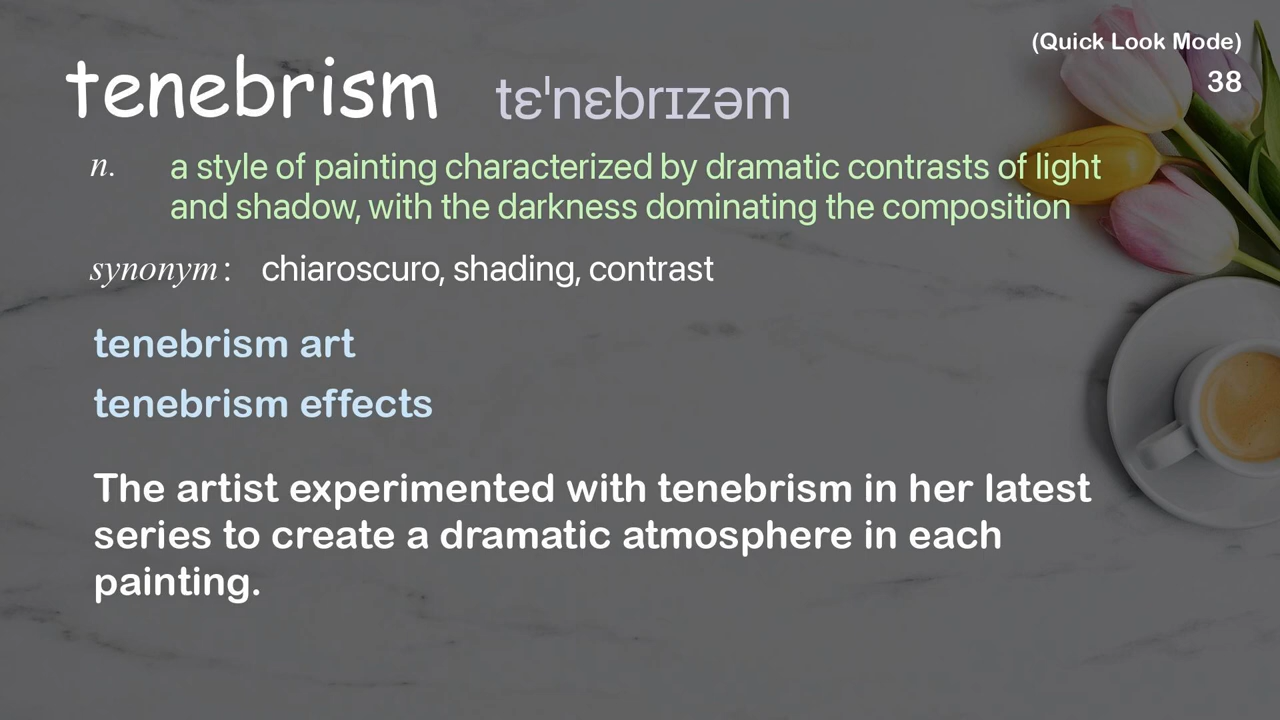 (Quick Look Mode)
38
tenebrism tɛˈnɛbrɪzəm
n. a style of painting characterized by dramatic contrasts of light
and shadow, with the darkness dominating the composition
synonym: chiaroscuro, shading, contrast
tenebrism art
tenebrism effects
The artist experimented with tenebrism in her latest
series to create a dramatic atmosphere in each
painting.